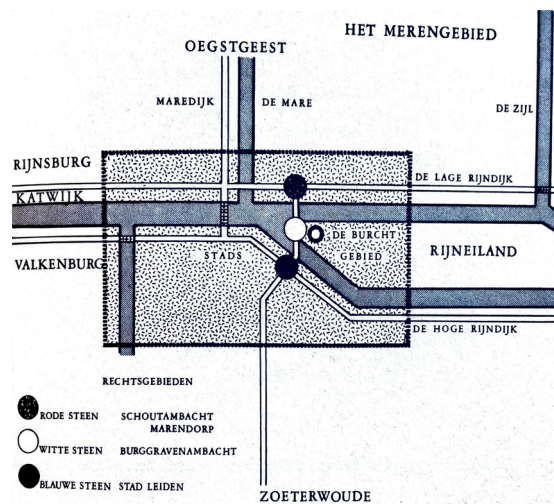 HET MERENGEBIED
OEGSTGEEST
MAREDIJK
DE MARE
DE ZIJL
RIJNSBURG
DE LAGE RIJNDIJK
KATWIJK
DE BURCHT
STADS GEBIED
RIJNEILAND
VALKENBURG
DE HOGE RIJNDIJK
RECHTSGEBIEDEN
RODE STEEN SCHOUTAMBACHT
MARENDORP
WITTE STEEN BURGGRAVENAMBACHT
BLAUWE STEEN STAD LEIDEN
ZOETERWOUDE